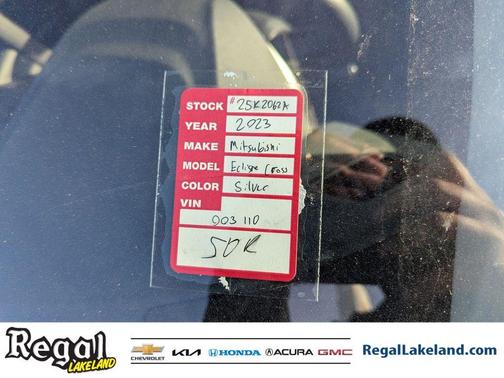 STOCK #25K2062A
YEAR 2023
MAKE Mitsubishi
MODEL Eclipse Cross
COLOR Silver
VIN
003110
Regal
LAKELAND
CHEVROLET KIA HONDA ACURA GMC
RegalLakeland.com